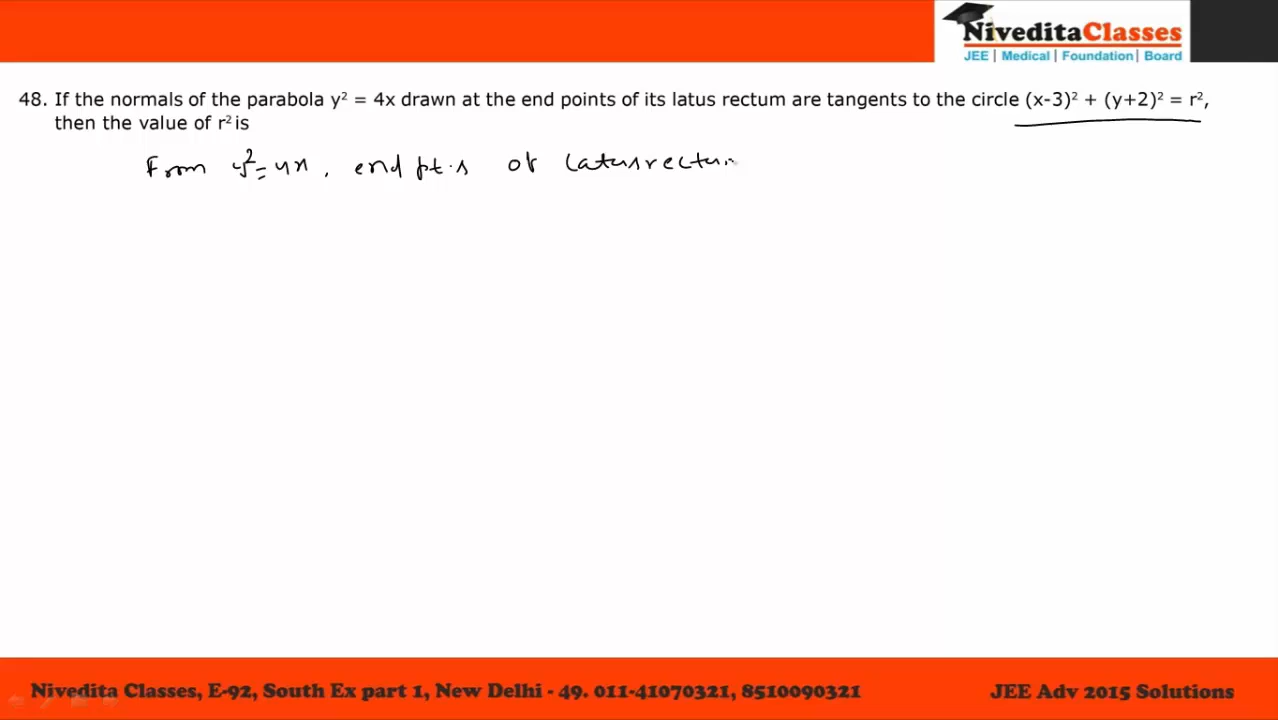 NiveditaClasses
JEE | Medical | Foundation | Board
48. If the normals of the parabola y² = 4x drawn at the end points of its latus rectum are tangents to the circle (x-3)² + (y+2)² = r²,
then the value of r² is
From y² = 4x, end pt.s of Latusrectum
Nivedita Classes, E-92, South Ex part 1, New Delhi - 49. 011-41070321, 8510090321
JEE Adv 2015 Solutions